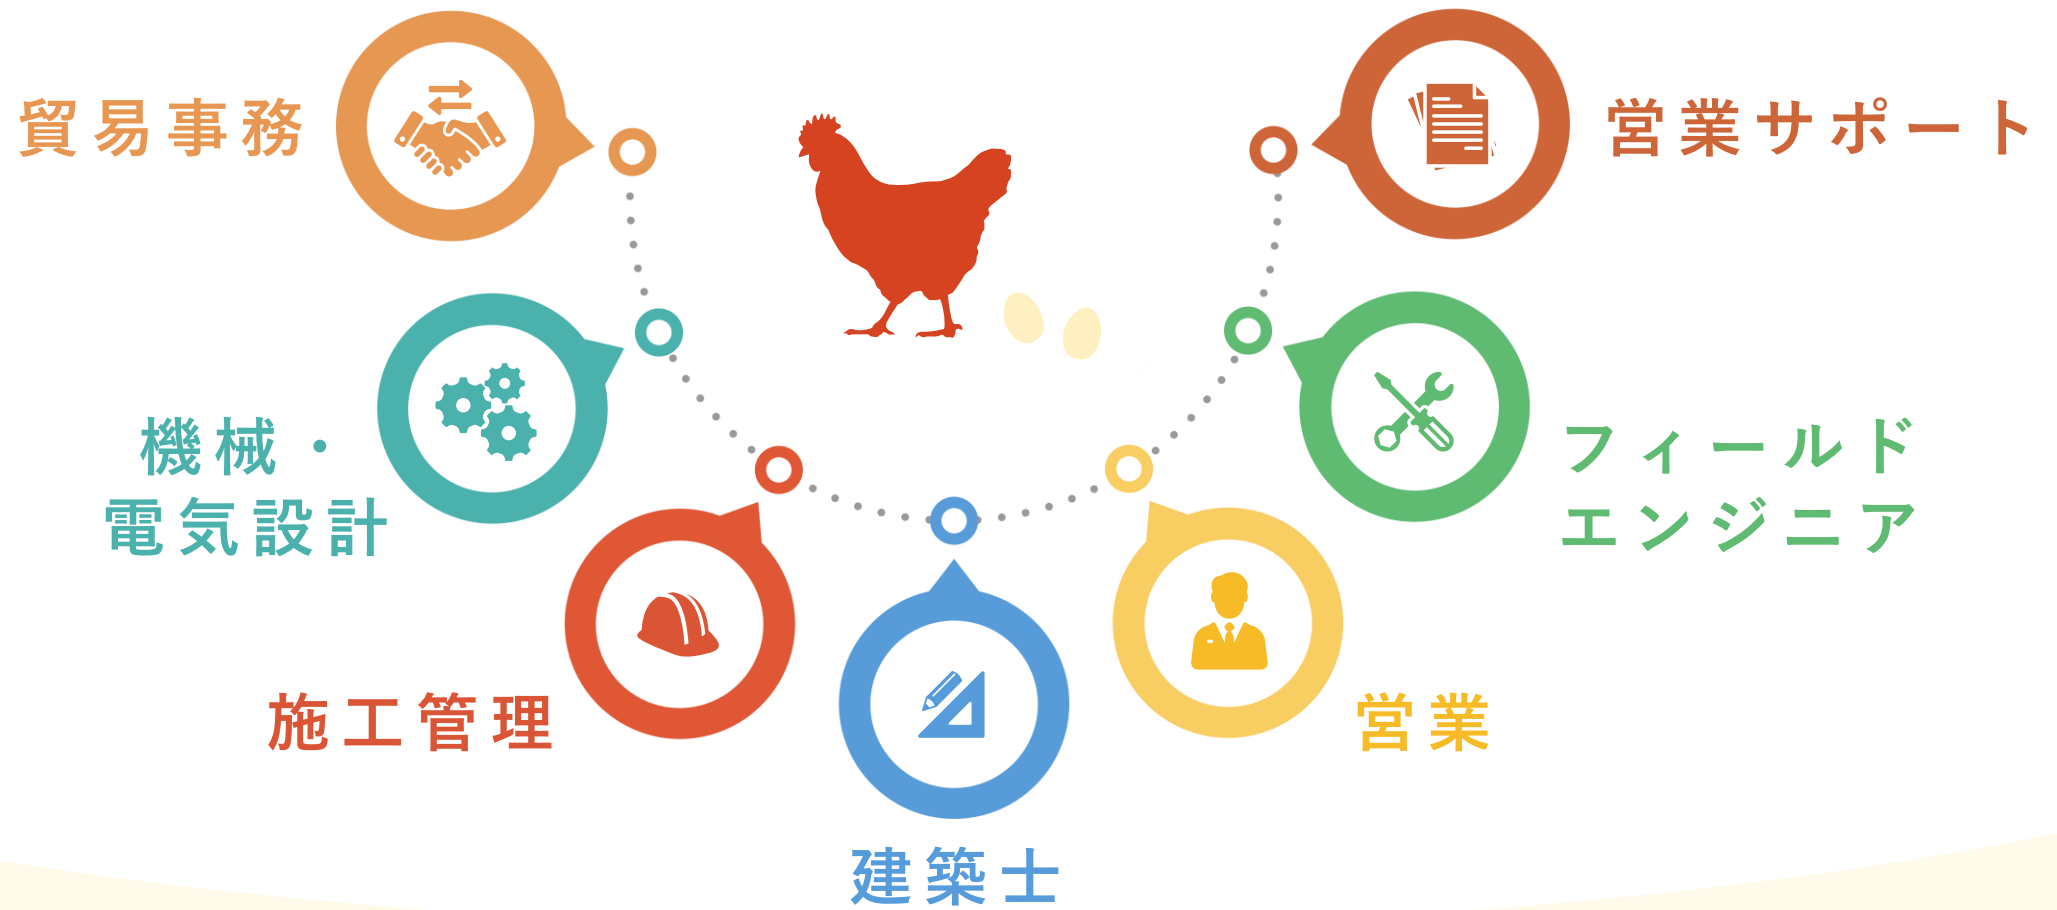 貿易事務
機械・
電気設計
施工管理
建築士
営業
フィールド
エンジニア
営業サポート